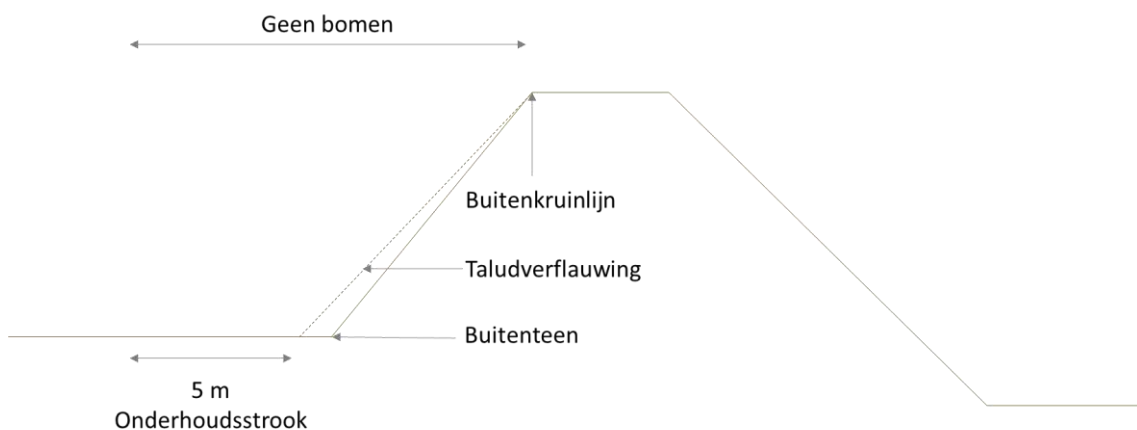 Geen bomen
Buitenkruinlijn
Taludverflauwing
Buitenteen
5 m
Onderhoudsstrook